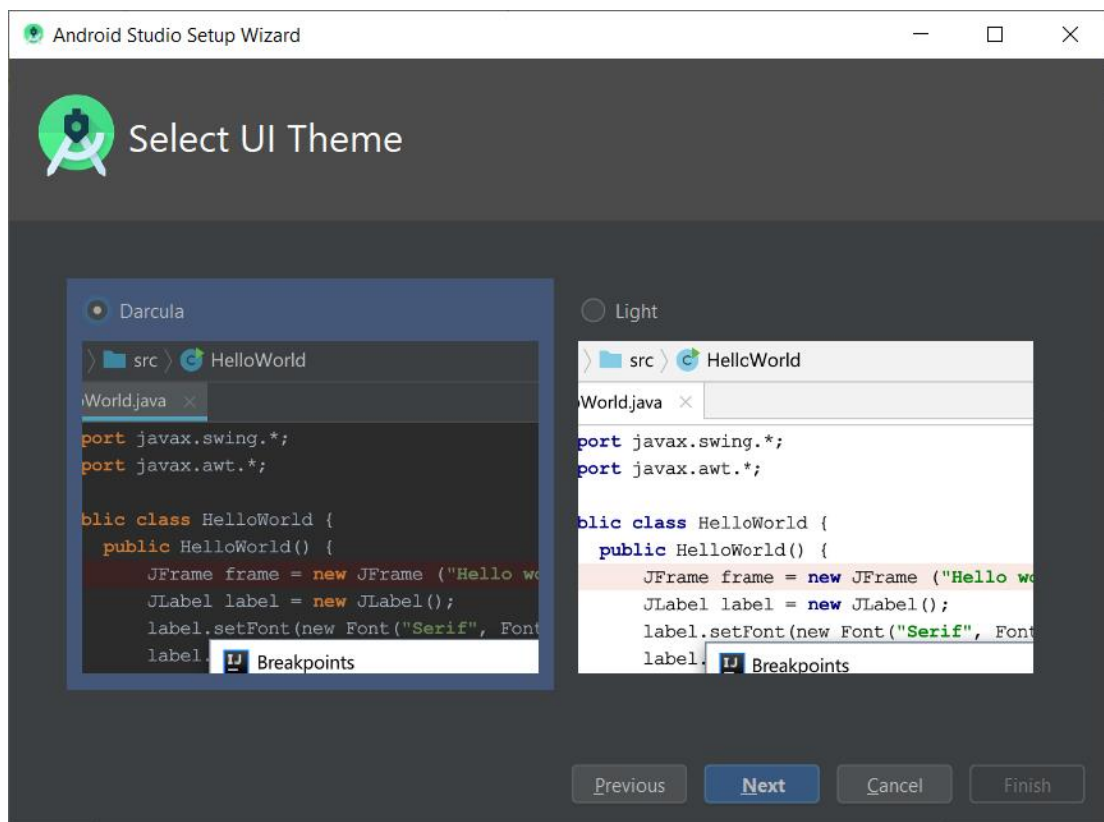 Android Studio Setup Wizard
Select UI Theme
Darcula
src HelloWorld
oWorld.java
port javax.swing.*;
port javax.awt.*;
blic class HelloWorld {
public HelloWorld() {
JFrame frame = new JFrame ("Hello wo
JLabel label = new JLabel();
label.setFont(new Font("Serif", Font
label.
IJ Breakpoints
Light
src HelloWorld
oWorld.java
port javax.swing.*;
port javax.awt.*;
blic class HelloWorld {
public HelloWorld() {
JFrame frame = new JFrame ("Hello wo
JLabel label = new JLabel();
label.setFont(new Font("Serif", Font
label.
IJ Breakpoints
Previous Next Cancel Finish